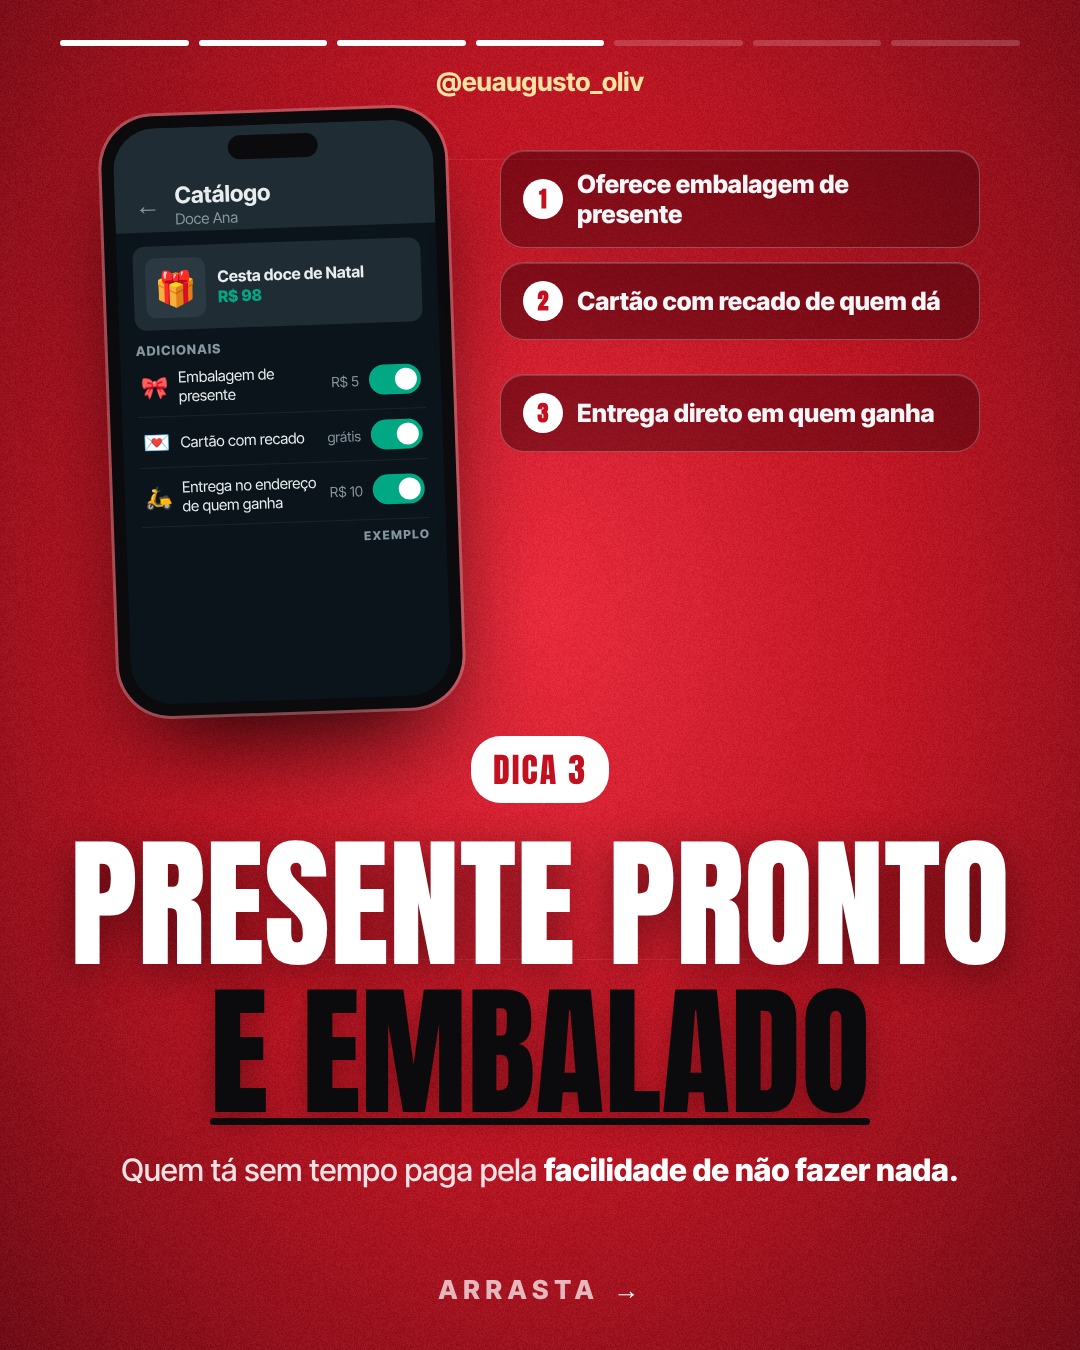 @euaugusto_oliv
← Catálogo
Doce Ana
Cesta doce de Natal
R$ 98
ADICIONAIS
Embalagem de
presente
R$ 5
Cartão com recado
grátis
Entrega no endereço
de quem ganha
R$ 10
EXEMPLO
1 Oferece embalagem de
presente
2 Cartão com recado de quem dá
3 Entrega direto em quem ganha
DICA 3
PRESENTE PRONTO
E EMBALADO
Quem tá sem tempo paga pela facilidade de não fazer nada.
ARRASTA →